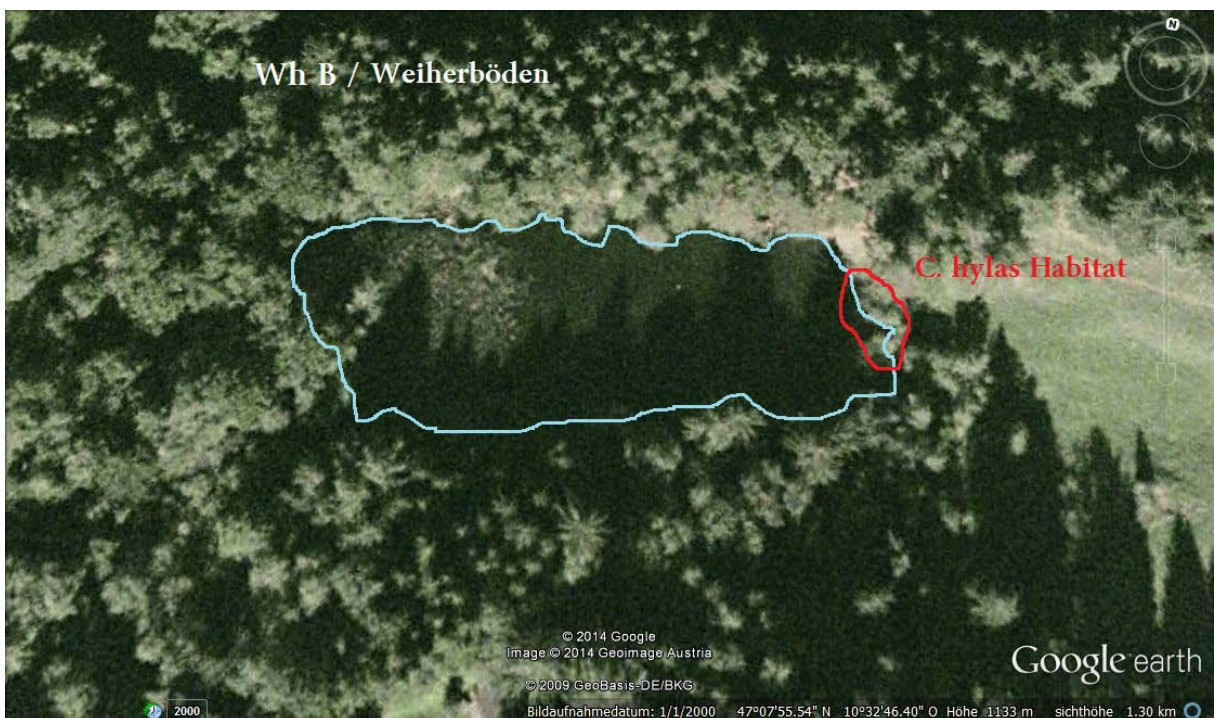 N
Wh B / Weiherböden
C. hylas Habitat
© 2014 Google
Image © 2014 Geoimage Austria
© 2009 GeoBasis-DE/BKG
Google earth
2000
Bildaufnahmedatum: 1/1/2000 47°07'55.54" N 10°32'46.40" O Höhe 1133 m sichthöhe 1.30 km